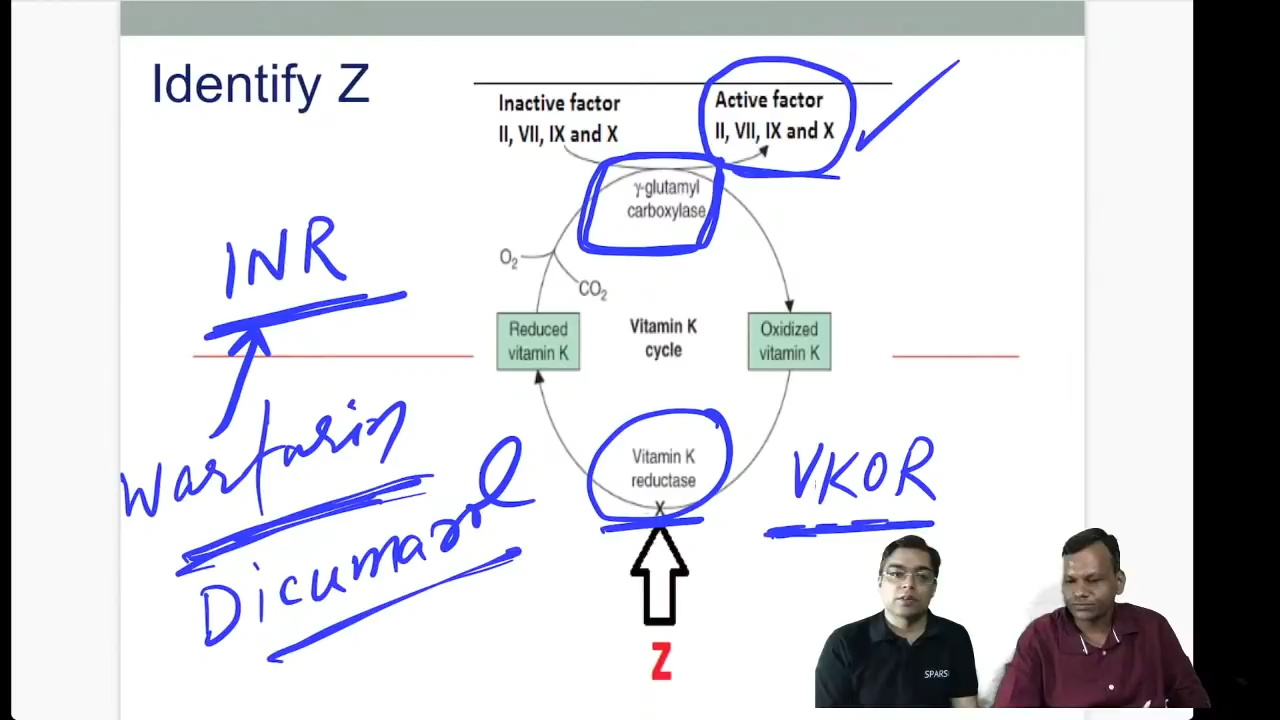 Identify Z
Inactive factor
II, VII, IX and X
Active factor
II, VII, IX and X
γ-glutamyl
carboxylase
INR
O2
CO2
Reduced
vitamin K
Vitamin K
cycle
Oxidized
vitamin K
Warfarin
Vitamin K
reductase
X
VKOR
Dicumarol
Z
SPARS